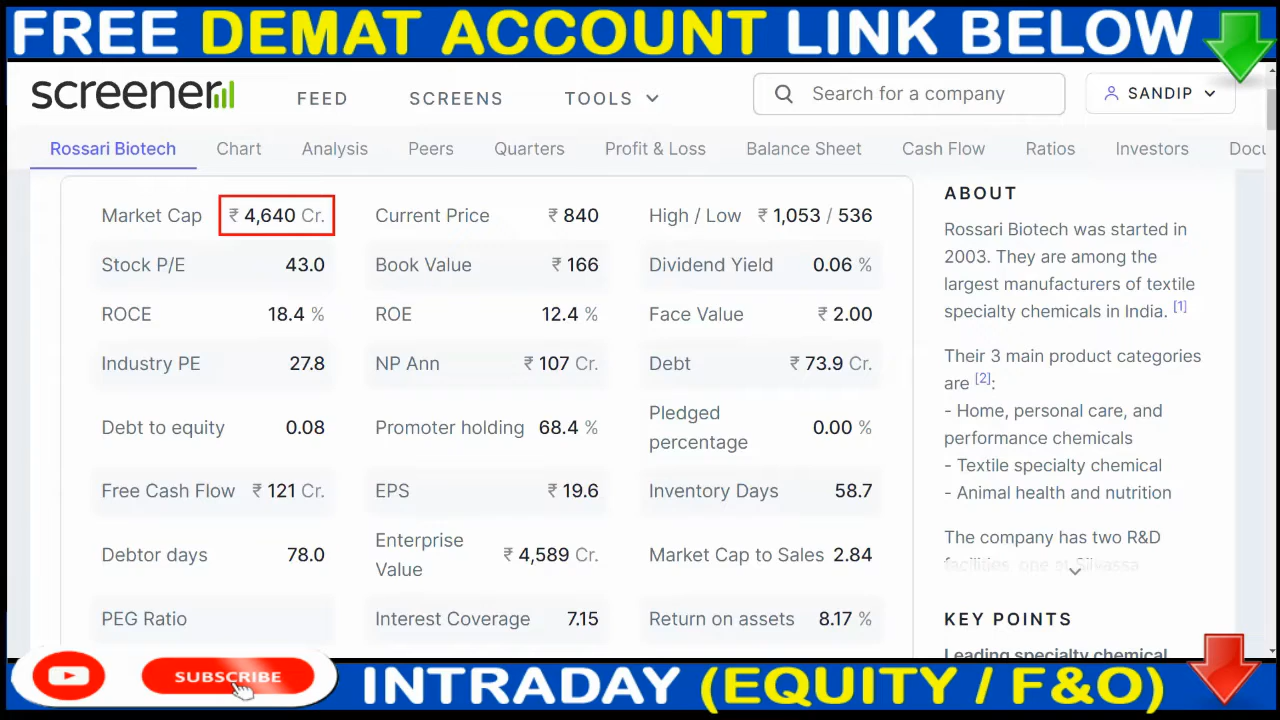 FREE DEMAT ACCOUNT LINK BELOW
screener
FEED
SCREENS
TOOLS
Search for a company
SANDIP
Rossari Biotech
Chart
Analysis
Peers
Quarters
Profit & Loss
Balance Sheet
Cash Flow
Ratios
Investors
Docu
Market Cap ₹ 4,640 Cr.
Current Price ₹ 840
High / Low ₹ 1,053 / 536
Stock P/E 43.0
Book Value ₹ 166
Dividend Yield 0.06 %
ROCE 18.4 %
ROE 12.4 %
Face Value ₹ 2.00
Industry PE 27.8
NP Ann ₹ 107 Cr.
Debt ₹ 73.9 Cr.
Debt to equity 0.08
Promoter holding 68.4 %
Pledged
percentage 0.00 %
Free Cash Flow ₹ 121 Cr.
EPS ₹ 19.6
Inventory Days 58.7
Debtor days 78.0
Enterprise
Value ₹ 4,589 Cr.
Market Cap to Sales 2.84
PEG Ratio
Interest Coverage 7.15
Return on assets 8.17 %
ABOUT
Rossari Biotech was started in
2003. They are among the
largest manufacturers of textile
specialty chemicals in India. [1]
Their 3 main product categories
are [2]:
- Home, personal care, and
performance chemicals
- Textile specialty chemical
- Animal health and nutrition
The company has two R&D
facilities, one at Silvassa
KEY POINTS
Leading specialty chemical
SUBSCRIBE
INTRADAY (EQUITY / F&O)